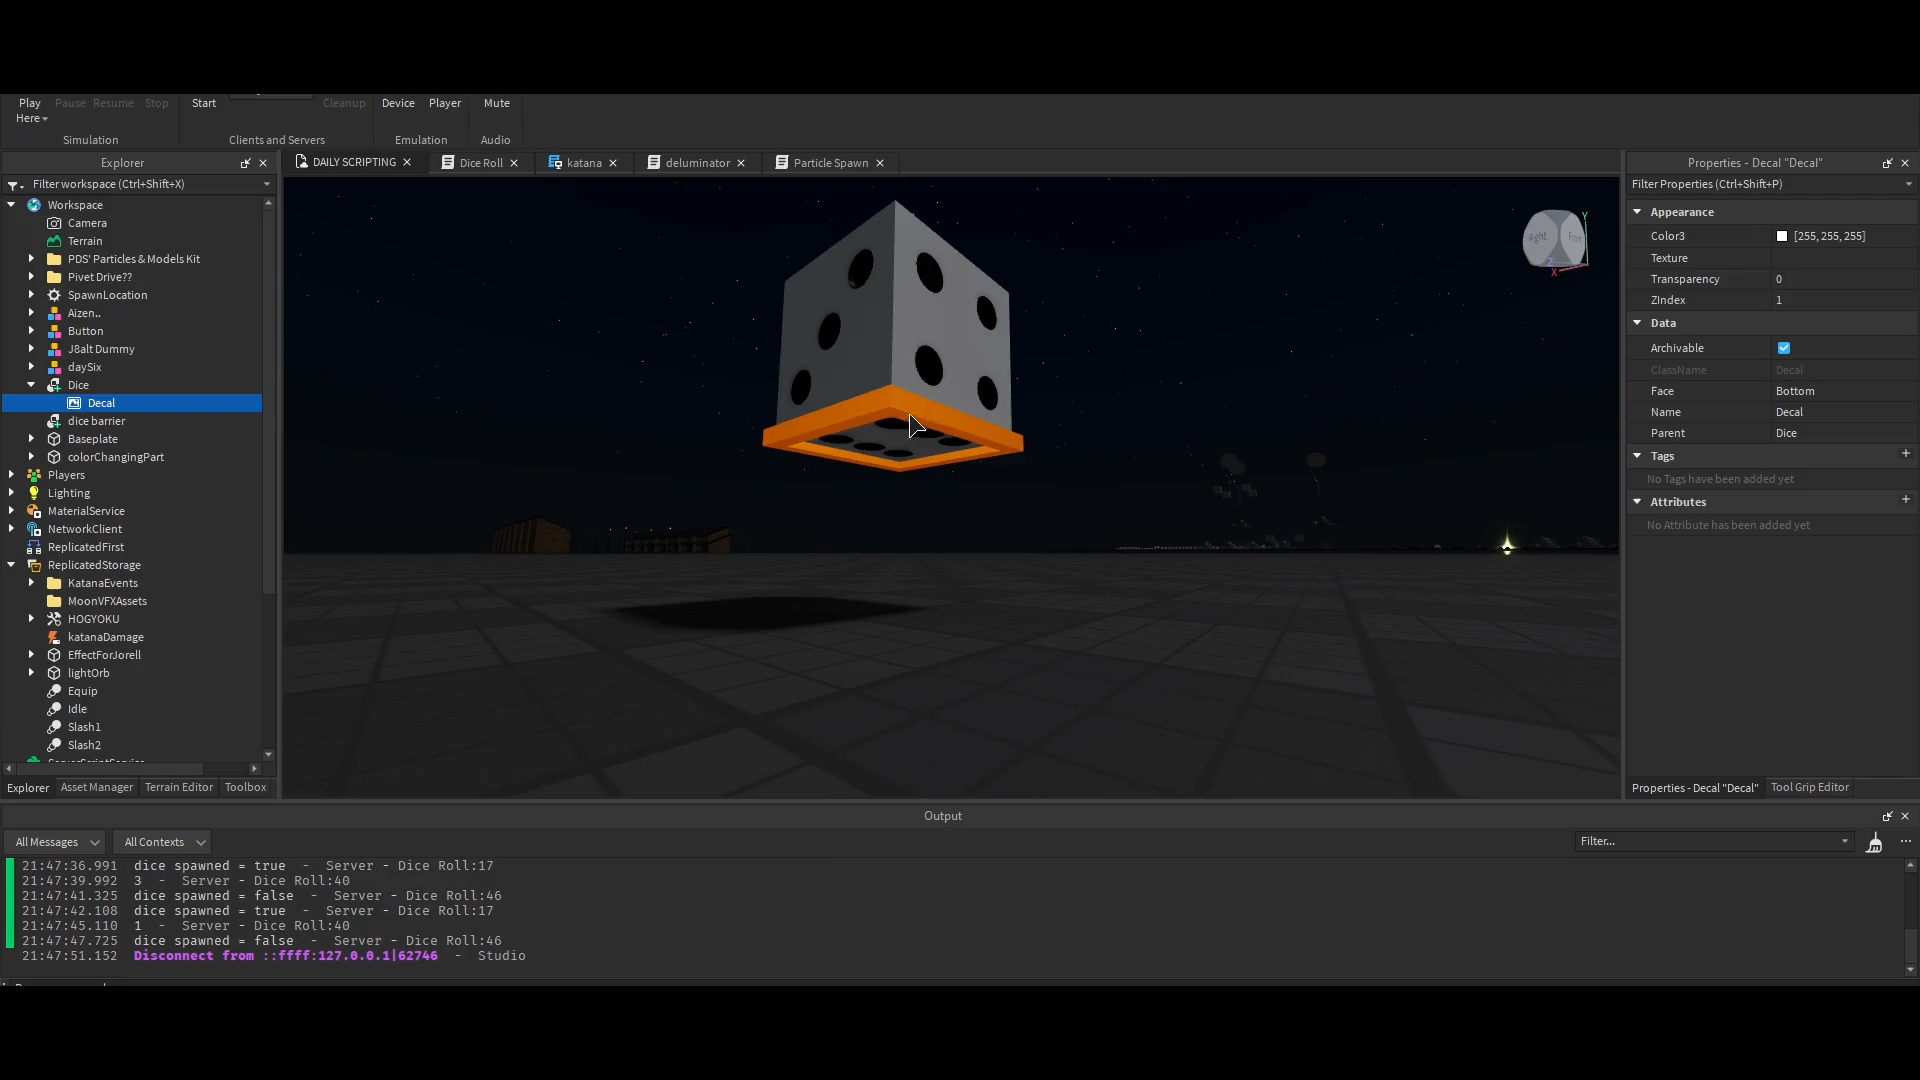 Play Pause Resume Stop Start Cleanup Device Player Mute
Here
Simulation Clients and Servers Emulation Audio
Explorer
Filter workspace (Ctrl+Shift+X)
Workspace
Camera
Terrain
PDS' Particles & Models Kit
Pivet Drive??
SpawnLocation
Aizen..
Button
J8alt Dummy
daySix
Dice
Decal
dice barrier
Baseplate
colorChangingPart
Players
Lighting
MaterialService
NetworkClient
ReplicatedFirst
ReplicatedStorage
KatanaEvents
MoonVFXAssets
HOGYOKU
katanaDamage
EffectForJorell
lightOrb
Equip
Idle
Slash1
Slash2
Explorer Asset Manager Terrain Editor Toolbox
DAILY SCRIPTING Dice Roll katana deluminator Particle Spawn
Right
Y
Z
X
Properties - Decal "Decal"
Filter Properties (Ctrl+Shift+P)
Appearance
Color3 [255, 255, 255]
Texture
Transparency 0
ZIndex 1
Data
Archivable
ClassName Decal
Face Bottom
Name Decal
Parent Dice
Tags
No Tags have been added yet
Attributes
No Attribute has been added yet
Properties - Decal "Decal" Tool Grip Editor
Output
All Messages All Contexts Filter...
21:47:36.991 dice spawned = true - Server - Dice Roll:17
21:47:39.992 3 - Server - Dice Roll:40
21:47:41.325 dice spawned = false - Server - Dice Roll:46
21:47:42.108 dice spawned = true - Server - Dice Roll:17
21:47:45.110 1 - Server - Dice Roll:40
21:47:47.725 dice spawned = false - Server - Dice Roll:46
21:47:51.152 Disconnect from ::ffff:127.0.0.1|62746 - Studio